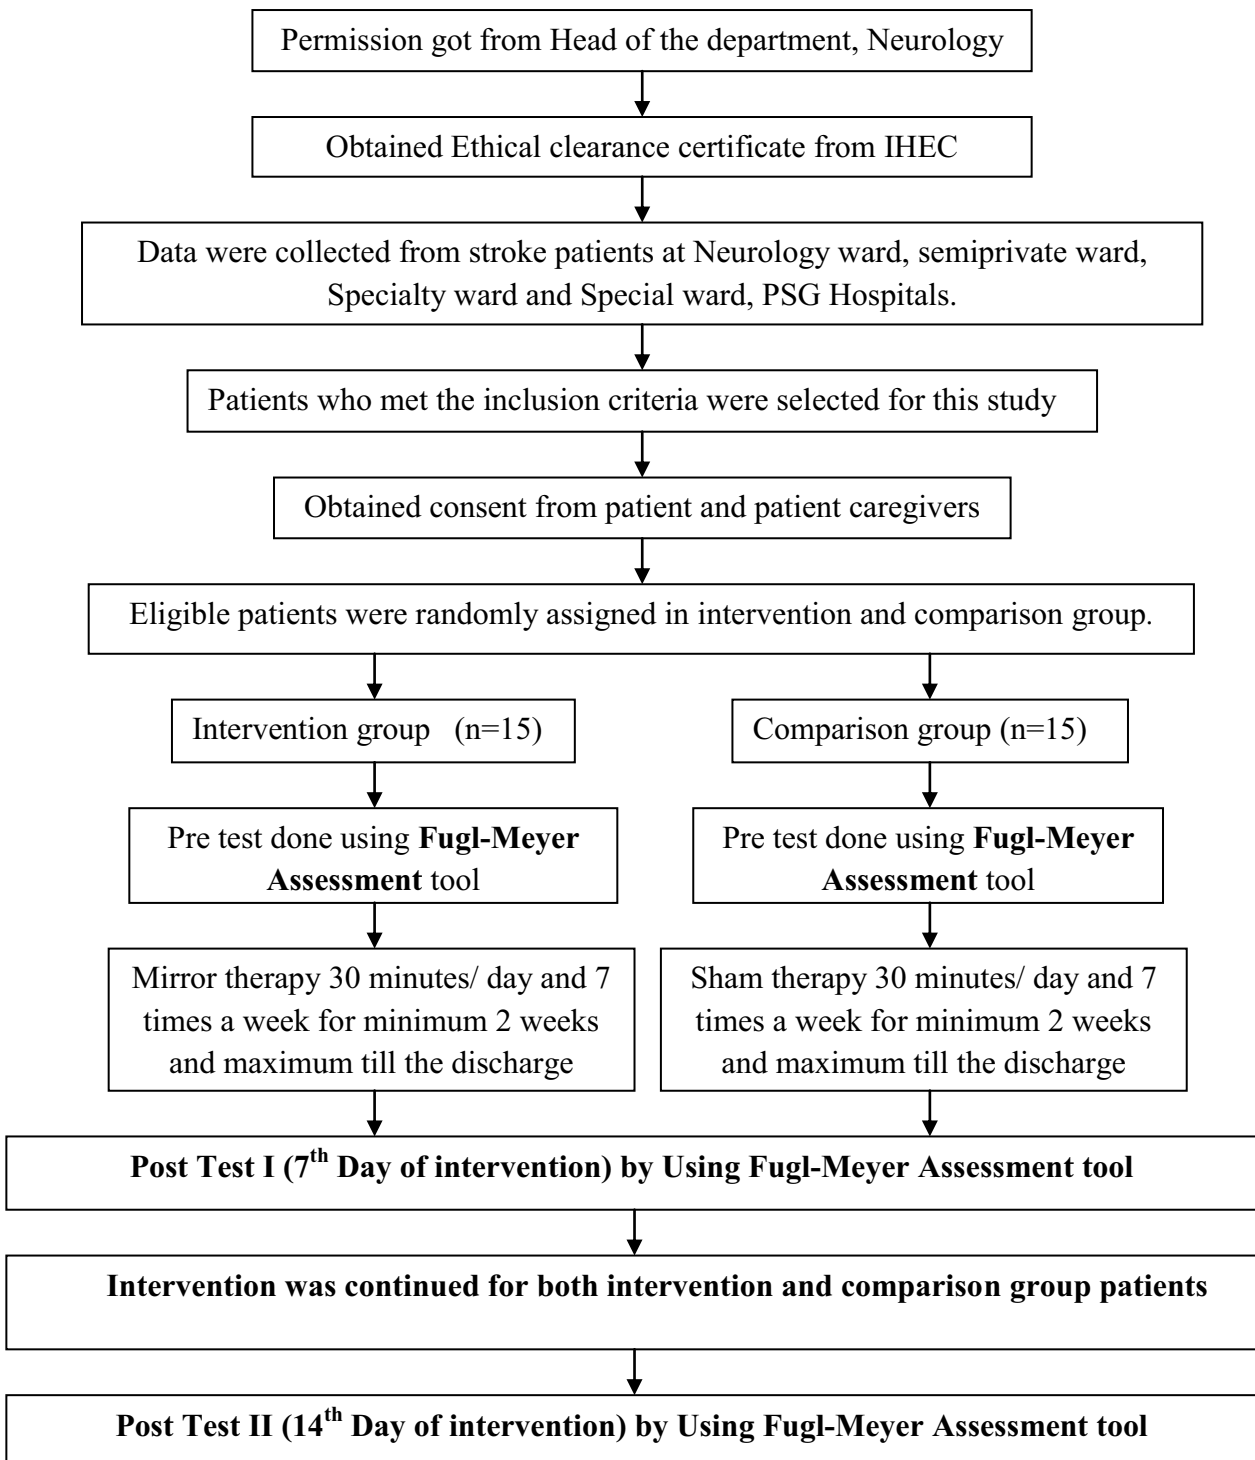 Permission got from Head of the department, Neurology
Obtained Ethical clearance certificate from IHEC
Data were collected from stroke patients at Neurology ward, semiprivate ward,
Specialty ward and Special ward, PSG Hospitals.
Patients who met the inclusion criteria were selected for this study
Obtained consent from patient and patient caregivers
Eligible patients were randomly assigned in intervention and comparison group.
Intervention group (n=15)
Comparison group (n=15)
Pre test done using Fugl-Meyer
Assessment tool
Pre test done using Fugl-Meyer
Assessment tool
Mirror therapy 30 minutes/ day and 7
times a week for minimum 2 weeks
and maximum till the discharge
Sham therapy 30 minutes/ day and 7
times a week for minimum 2 weeks
and maximum till the discharge
Post Test I (7th Day of intervention) by Using Fugl-Meyer Assessment tool
Intervention was continued for both intervention and comparison group patients
Post Test II (14th Day of intervention) by Using Fugl-Meyer Assessment tool